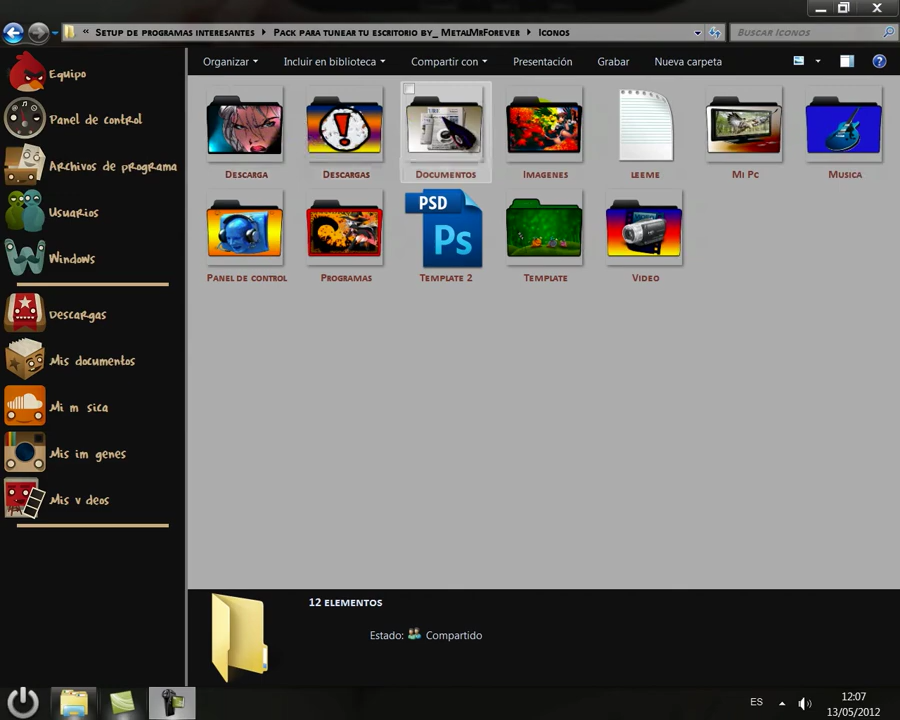 « Setup de programas interesantes Pack para tunear tu escritorio by_ MetalMrForever Iconos
Buscar Iconos
Organizar Incluir en biblioteca Compartir con Presentación Grabar Nueva carpeta
Equipo
Panel de control
Archivos de programa
Usuarios
Windows
Descargas
Mis documentos
Mi m sica
Mis im genes
Mis v deos
Descarga Descargas Documentos Imagenes leeme Mi Pc Musica
PSD
Ps
Panel de control Programas Template 2 Template Video
12 elementos
Estado: Compartido
ES
12:07
13/05/2012